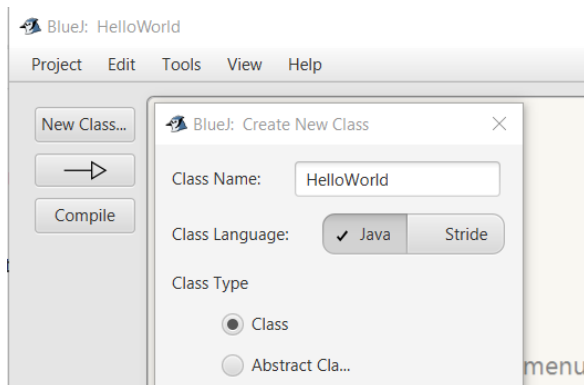 BlueJ: HelloWorld
Project Edit Tools View Help
New Class...
Compile
BlueJ: Create New Class
Class Name: HelloWorld
Class Language: Java Stride
Class Type
Class
Abstract Cla...
menu